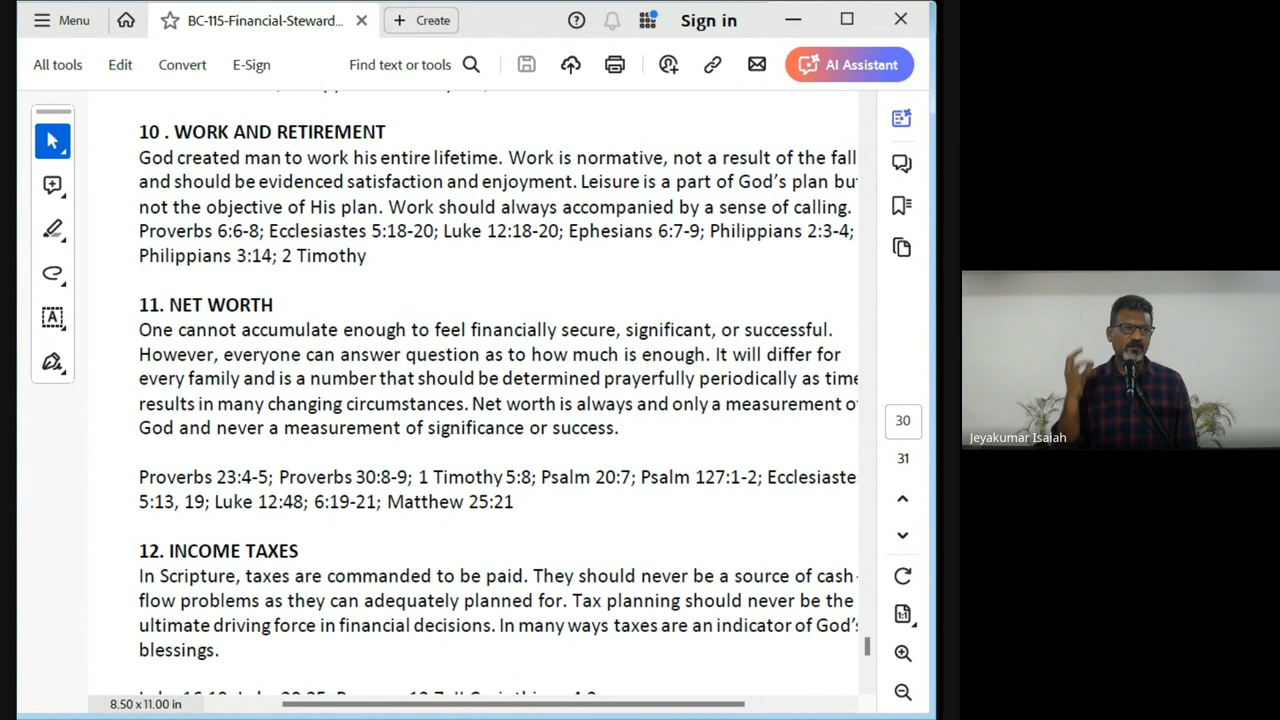 Menu
BC-115-Financial-Steward...
Create
Sign in
All tools
Edit
Convert
E-Sign
Find text or tools
AI Assistant
10 . WORK AND RETIREMENT
God created man to work his entire lifetime. Work is normative, not a result of the fall
and should be evidenced satisfaction and enjoyment. Leisure is a part of God's plan but
not the objective of His plan. Work should always accompanied by a sense of calling.
Proverbs 6:6-8; Ecclesiastes 5:18-20; Luke 12:18-20; Ephesians 6:7-9; Philippians 2:3-4;
Philippians 3:14; 2 Timothy
11. NET WORTH
One cannot accumulate enough to feel financially secure, significant, or successful.
However, everyone can answer question as to how much is enough. It will differ for
every family and is a number that should be determined prayerfully periodically as time
results in many changing circumstances. Net worth is always and only a measurement of
God and never a measurement of significance or success.
Proverbs 23:4-5; Proverbs 30:8-9; 1 Timothy 5:8; Psalm 20:7; Psalm 127:1-2; Ecclesiaste
5:13, 19; Luke 12:48; 6:19-21; Matthew 25:21
12. INCOME TAXES
In Scripture, taxes are commanded to be paid. They should never be a source of cash-
flow problems as they can adequately planned for. Tax planning should never be the
ultimate driving force in financial decisions. In many ways taxes are an indicator of God's
blessings.
30
31
8.50 x 11.00 in
Jeyakumar Isaiah